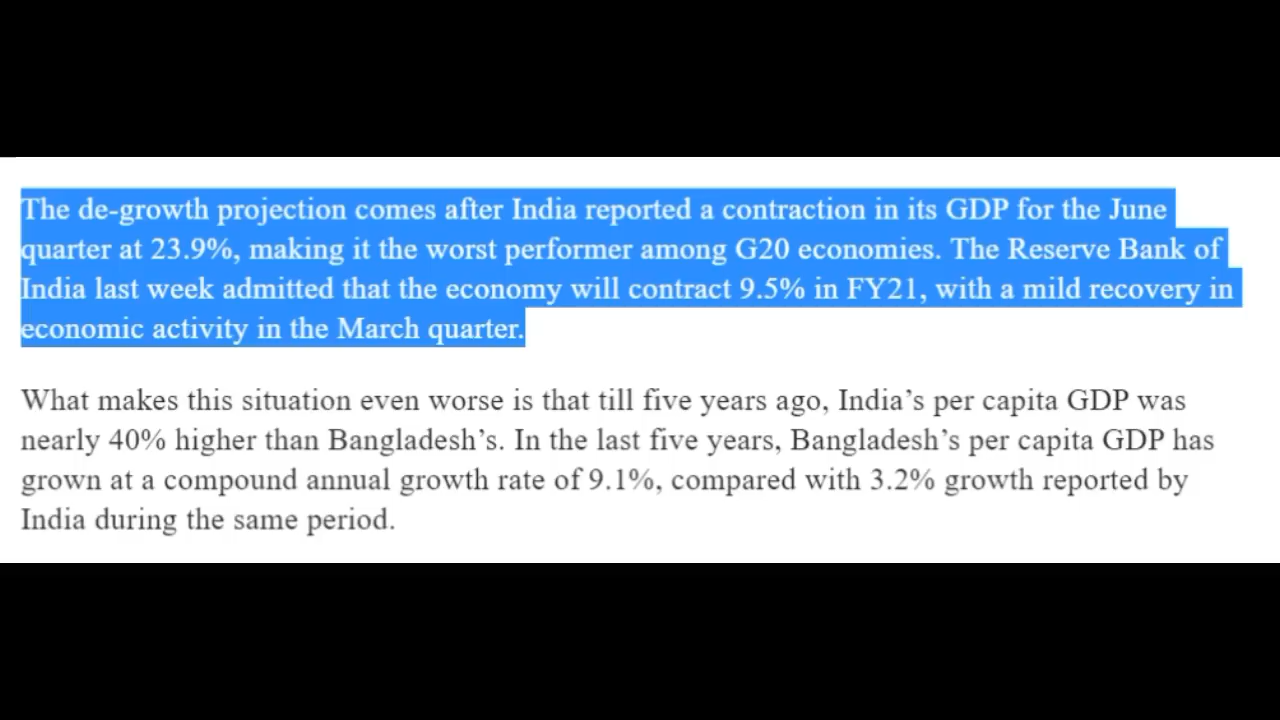 The de-growth projection comes after India reported a contraction in its GDP for the June
quarter at 23.9%, making it the worst performer among G20 economies. The Reserve Bank of
India last week admitted that the economy will contract 9.5% in FY21, with a mild recovery in
economic activity in the March quarter.
What makes this situation even worse is that till five years ago, India’s per capita GDP was
nearly 40% higher than Bangladesh’s. In the last five years, Bangladesh’s per capita GDP has
grown at a compound annual growth rate of 9.1%, compared with 3.2% growth reported by
India during the same period.